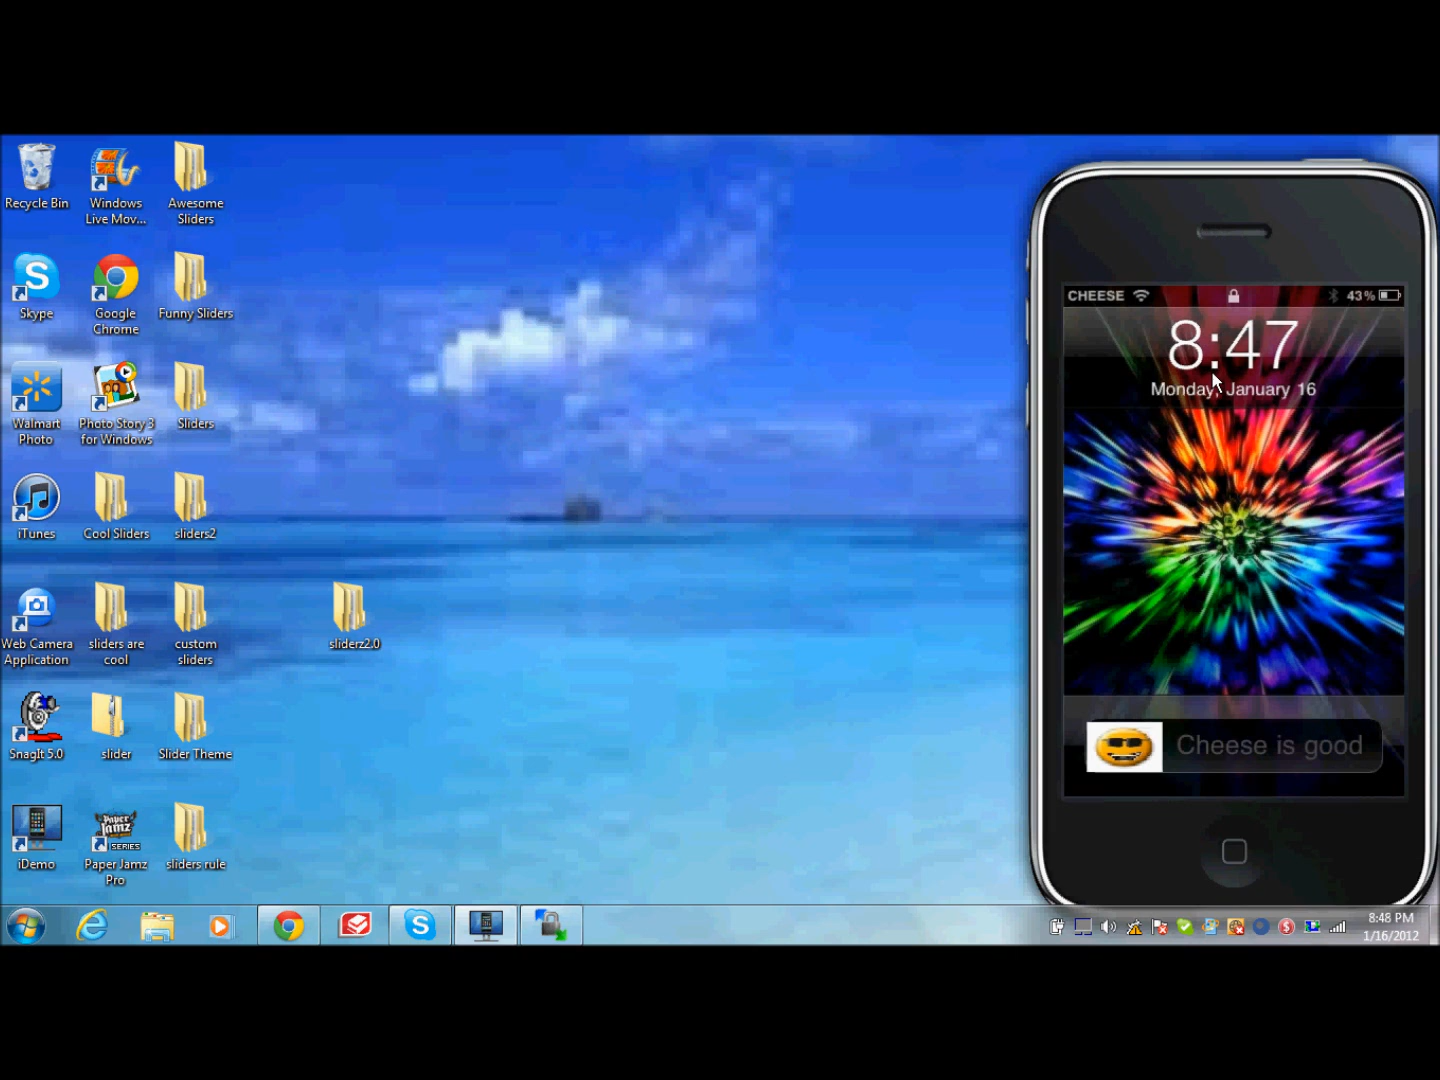 Recycle Bin
Windows
Live Mov...
Awesome
Sliders
Skype
Google
Chrome
Funny Sliders
Walmart
Photo
Photo Story 3
for Windows
Sliders
iTunes
Cool Sliders
sliders2
Web Camera
Application
sliders are
cool
custom
sliders
sliderz2.0
SnagIt 5.0
slider
Slider Theme
iDemo
Paper
Jamz
SERIES
Paper Jamz
Pro
sliders rule
CHEESE
43%
8:47
Monday, January 16
Cheese is good
8:48 PM
1/16/2012